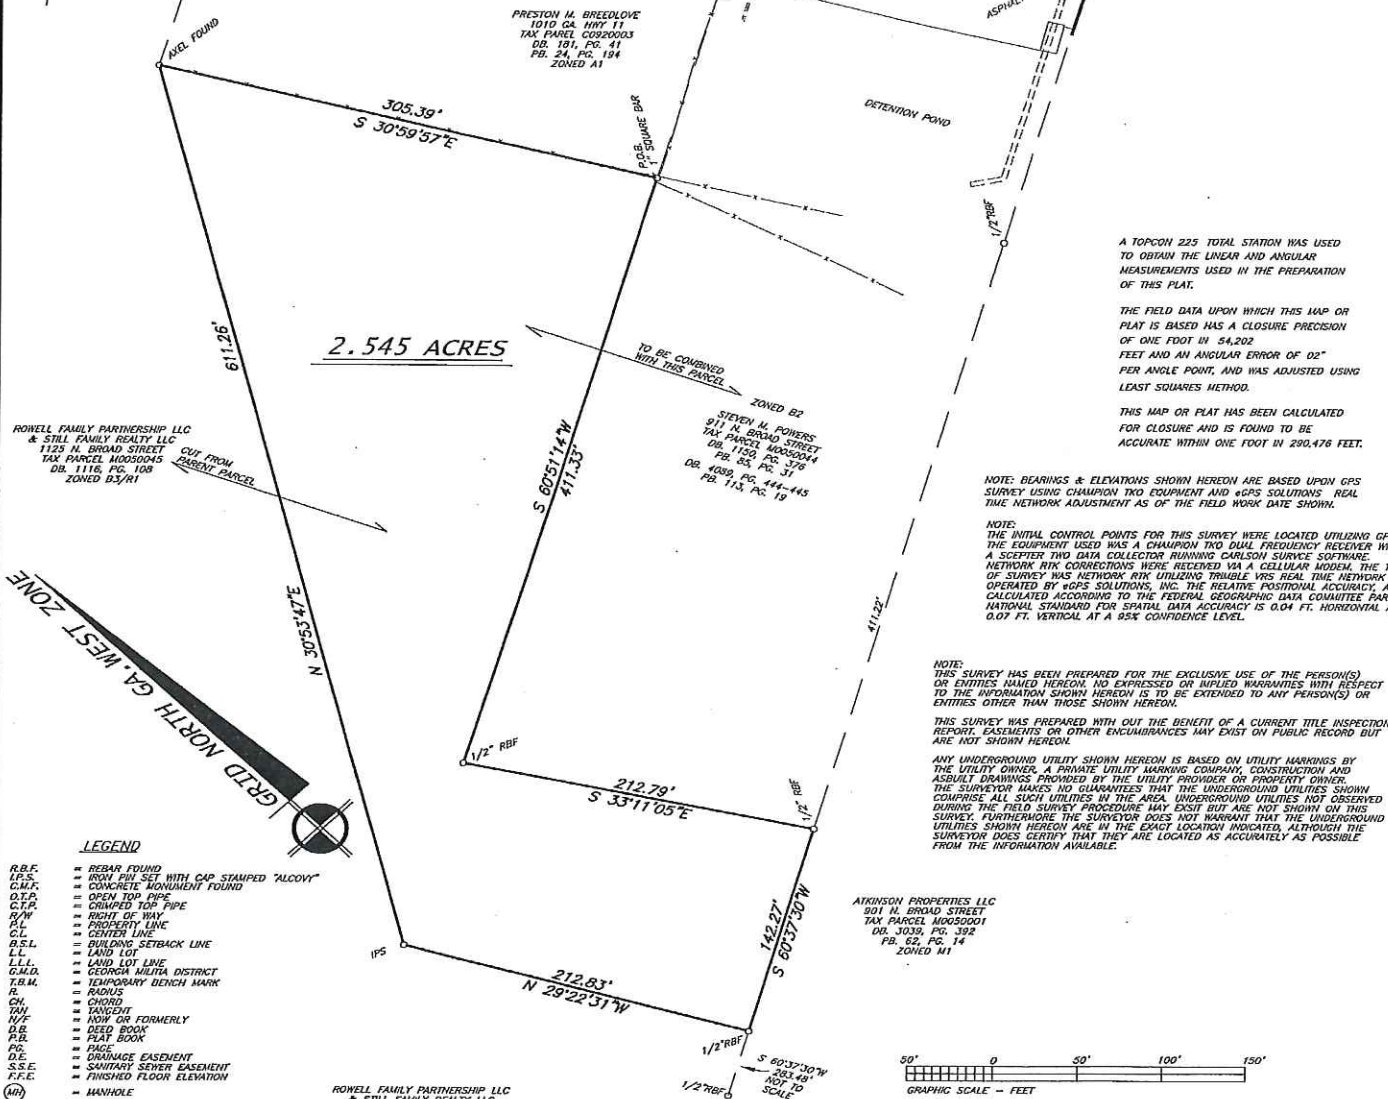 AXEL FOUND
PRESTON M. BREEDLOVE
1010 GA. HWY 11
TAX PAREL C0920003
DB. 181, PG. 41
PB. 24, PG. 194
ZONED A1
305.39'
S 30°59'57"E
P.O.B.
1" SQUARE BAR
DETENTION POND
1/2"RBF
A TOPCON 225 TOTAL STATION WAS USED
TO OBTAIN THE LINEAR AND ANGULAR
MEASUREMENTS USED IN THE PREPARATION
OF THIS PLAT.
THE FIELD DATA UPON WHICH THIS MAP OR
PLAT IS BASED HAS A CLOSURE PRECISION
OF ONE FOOT IN 54,202
FEET AND AN ANGULAR ERROR OF 02"
PER ANGLE POINT, AND WAS ADJUSTED USING
LEAST SQUARES METHOD.
THIS MAP OR PLAT HAS BEEN CALCULATED
FOR CLOSURE AND IS FOUND TO BE
ACCURATE WITHIN ONE FOOT IN 290,476 FEET.
611.26'
N 30°53'47"E
2.545 ACRES
TO BE COMBINED
WITH THIS PARCEL
ZONED B2
STEVEN M. POWERS
911 N. BROAD STREET
TAX PARCEL M0050044
DB. 1150, PG. 376
PB. 85, PG. 31
DB. 4089, PG. 444-445
PB. 113, PG. 19
ROWELL FAMILY PARTNERSHIP LLC
& STILL FAMILY REALTY LLC
1125 N. BROAD STREET
TAX PARCEL M0050045
DB. 1116, PG. 108
ZONED B3/R1
CUT FROM
PARENT PARCEL
S 60°51'14"W
411.33'
NOTE: BEARINGS & ELEVATIONS SHOWN HEREON ARE BASED UPON GPS
SURVEY USING CHAMPION TKO EQUPMENT AND eGPS SOLUTIONS REAL
TIME NETWORK ADJUSTMENT AS OF THE FIELD WORK DATE SHOWN.
NOTE:
THE INITIAL CONTROL POINTS FOR THIS SURVEY WERE LOCATED UTILIZING
THE EQUIPMENT USED WAS A CHAMPION TKO DUAL FREQUENCY RECEIVER
A SCEPTER TWO DATA COLLECTOR RUNNING CARLSON SURVCE SOFTWARE.
NETWORK RTK CORRECTIONS WERE RECEIVED VIA A CELLULAR MODEM, THE
OF SURVEY WAS NETWORK RTK UTILIZING TRIMBLE VRS REAL TIME NETWORK
OPERATED BY eGPS SOLUTIONS, INC. THE RELATIVE POSITIONAL ACCURACY,
CALCULATED ACCORDING TO THE FEDERAL GEOGRAPHIC DATA COMMITTEE
NATIONAL STANDARD FOR SPATIAL DATA ACCURACY IS 0.04 FT. HORIZONTAL
0.07 FT. VERTICAL AT A 95% CONFIDENCE LEVEL.
411.22'
GRID NORTH GA. WEST ZONE
NOTE:
THIS SURVEY HAS BEEN PREPARED FOR THE EXCLUSIVE USE OF THE PERSON(S)
OR ENTITIES NAMED HEREON. NO EXPRESSED OR IMPLIED WARRANTIES WITH RESPECT
TO THE INFORMATION SHOWN HEREON IS TO BE EXTENDED TO ANY PERSON(S) OR
ENTITIES OTHER THAN THOSE SHOWN HEREON.
THIS SURVEY WAS PREPARED WITH OUT THE BENEFIT OF A CURRENT TITLE INSPECTION
REPORT. EASEMENTS OR OTHER ENCUMBRANCES MAY EXIST ON PUBLIC RECORD BUT
ARE NOT SHOWN HEREON.
ANY UNDERGROUND UTILITY SHOWN HEREON IS BASED ON UTILITY MARKINGS BY
THE UTILITY OWNER, A PRIVATE UTILITY MARKING COMPANY, CONSTRUCTION AND
ASBUILT DRAWINGS PROVIDED BY THE UTILITY PROVIDER OR PROPERTY OWNER.
THE SURVEYOR MAKES NO GUARANTEES THAT THE UNDERGROUND UTILITIES SHOWN
COMPRISE ALL SUCH UTILITIES IN THE AREA. UNDERGROUND UTILITIES NOT OBSERVED
DURING THE FIELD SURVEY PROCEDURE MAY EXSIT BUT ARE NOT SHOWN ON THIS
SURVEY. FURTHERMORE THE SURVEYOR DOES NOT WARRANT THAT THE UNDERGROUND
UTILITIES SHOWN HEREON ARE IN THE EXACT LOCATION INDICATED, ALTHOUGH THE
SURVEYOR DOES CERTIFY THAT THEY ARE LOCATED AS ACCURATELY AS POSSIBLE
FROM THE INFORMATION AVAILABLE.
1/2" RBF
212.79'
S 33°11'05"E
1/2" RBF
LEGEND
R.B.F. = REBAR FOUND
I.P.S. = IRON PIN SET WITH CAP STAMPED "ALCOVY"
C.M.F. = CONCRETE MONUMENT FOUND
O.T.P. = OPEN TOP PIPE
C.T.P. = CRIMPED TOP PIPE
R/W = RIGHT OF WAY
P.L. = PROPERTY LINE
C.L. = CENTER LINE
B.S.L. = BUILDING SETBACK LINE
L.L. = LAND LOT
L.L.L. = LAND LOT LINE
G.M.D. = GEORGIA MILITIA DISTRICT
T.B.M. = TEMPORARY BENCH MARK
R. = RADIUS
CH. = CHORD
TAN = TANGENT
N/F = NOW OR FORMERLY
D.B. = DEED BOOK
P.B. = PLAT BOOK
PG. = PAGE
D.E. = DRAINAGE EASEMENT
S.S.E. = SANITARY SEWER EASEMENT
F.F.E. = FINISHED FLOOR ELEVATION
MH = MANHOLE
IPS
212.83'
N 29°22'31"W
142.27'
S 60°37'30"W
ATKINSON PROPERTIES LLC
901 N. BROAD STREET
TAX PARCEL M0050001
DB. 3039, PG. 392
PB. 62, PG. 14
ZONED M1
1/2"RBF
S 60°37'30"W
283.48'
NOT TO
SCALE
1/2"RBF
50' 0 50' 100' 150'
GRAPHIC SCALE - FEET
ROWELL FAMILY PARTNERSHIP LLC
& STILL FAMILY REALTY LLC